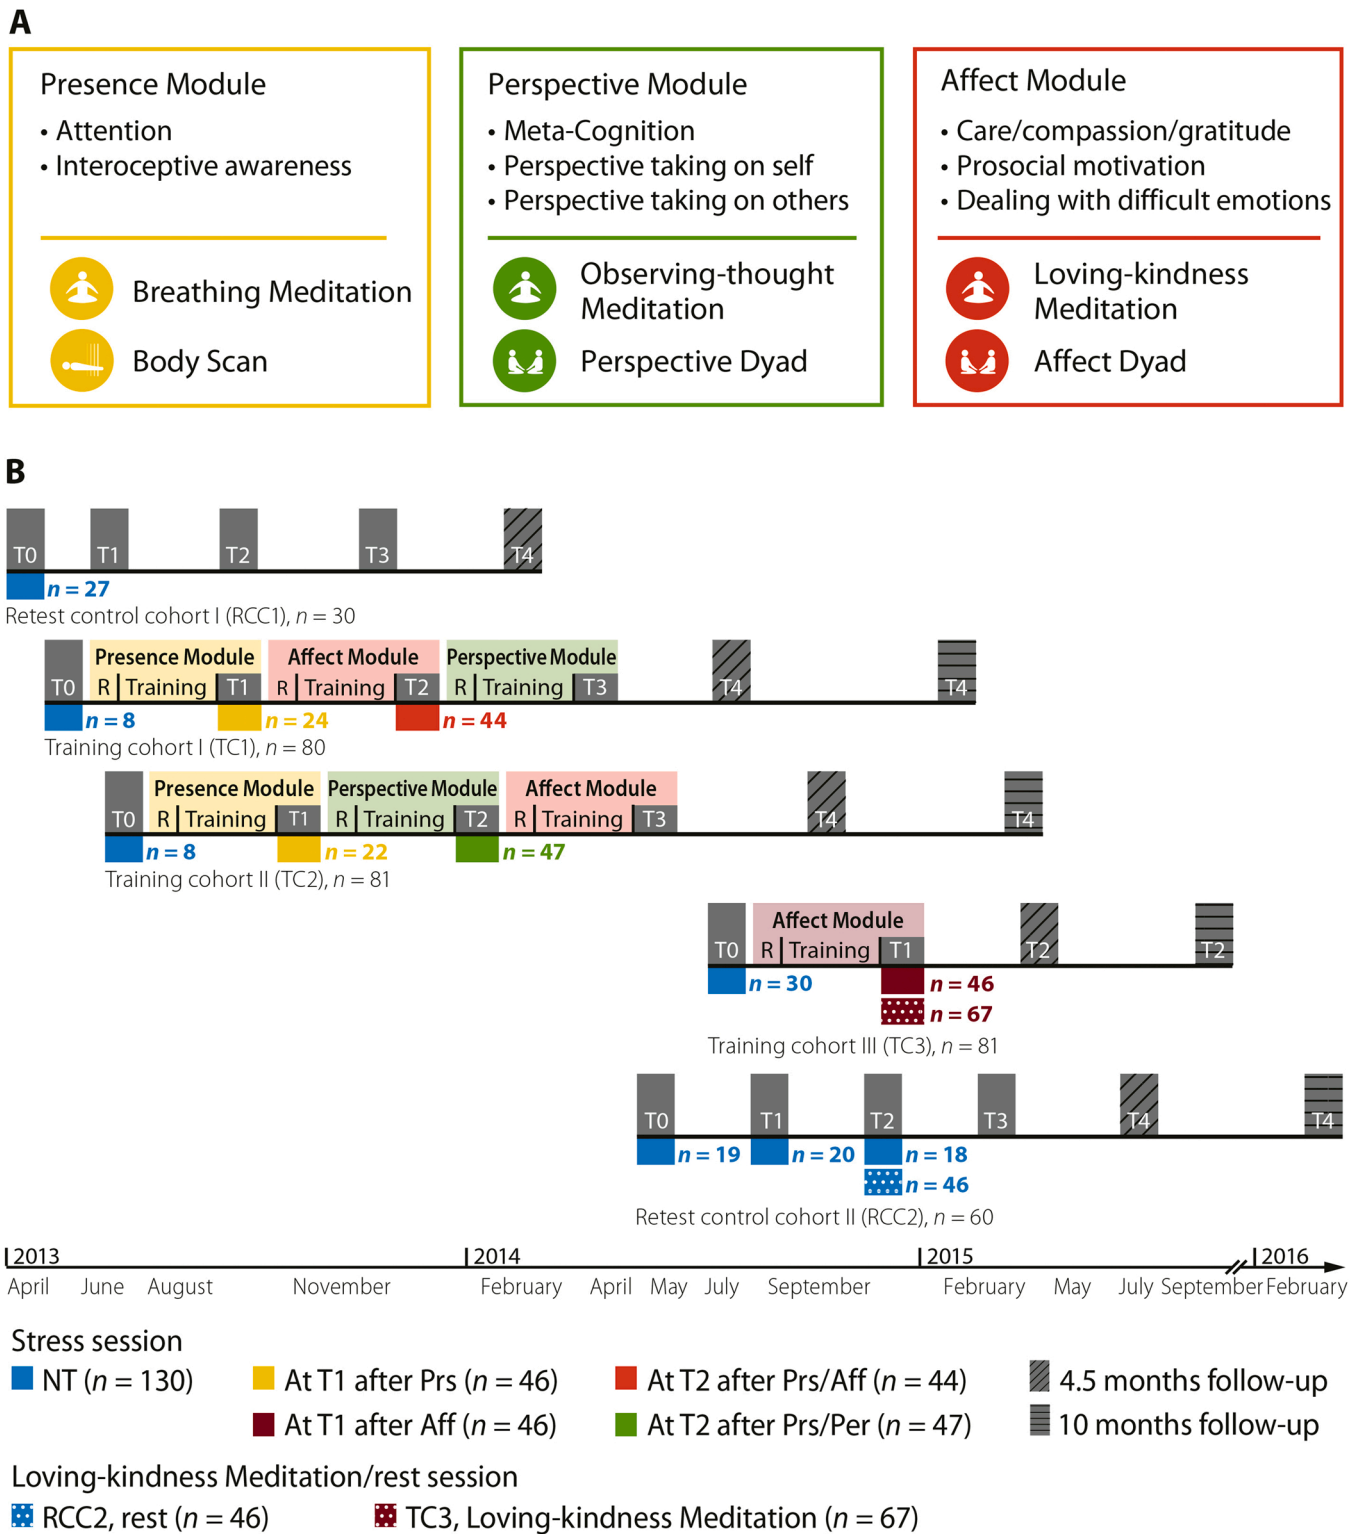 A
Presence Module
• Attention
• Interoceptive awareness
Breathing Meditation
Body Scan
Perspective Module
• Meta-Cognition
• Perspective taking on self
• Perspective taking on others
Observing-thought
Meditation
Perspective Dyad
Affect Module
• Care/compassion/gratitude
• Prosocial motivation
• Dealing with difficult emotions
Loving-kindness
Meditation
Affect Dyad
B
T0 T1 T2 T3 T4
n = 27
Retest control cohort I (RCC1), n = 30
Presence Module Affect Module Perspective Module
T0 R Training T1 R Training T2 R Training T3 T4 T4
n = 8 n = 24 n = 44
Training cohort I (TC1), n = 80
Presence Module Perspective Module Affect Module
T0 R Training T1 R Training T2 R Training T3 T4 T4
n = 8 n = 22 n = 47
Training cohort II (TC2), n = 81
Affect Module
T0 R Training T1 T2 T2
n = 30 n = 46
n = 67
Training cohort III (TC3), n = 81
T0 T1 T2 T3 T4 T4
n = 19 n = 20 n = 18
n = 46
Retest control cohort II (RCC2), n = 60
2013 2014 2015 2016
April June August November February April May July September February May July September February
Stress session
NT (n = 130) At T1 after Prs (n = 46) At T2 after Prs/Aff (n = 44) 4.5 months follow-up
At T1 after Aff (n = 46) At T2 after Prs/Per (n = 47) 10 months follow-up
Loving-kindness Meditation/rest session
RCC2, rest (n = 46) TC3, Loving-kindness Meditation (n = 67)